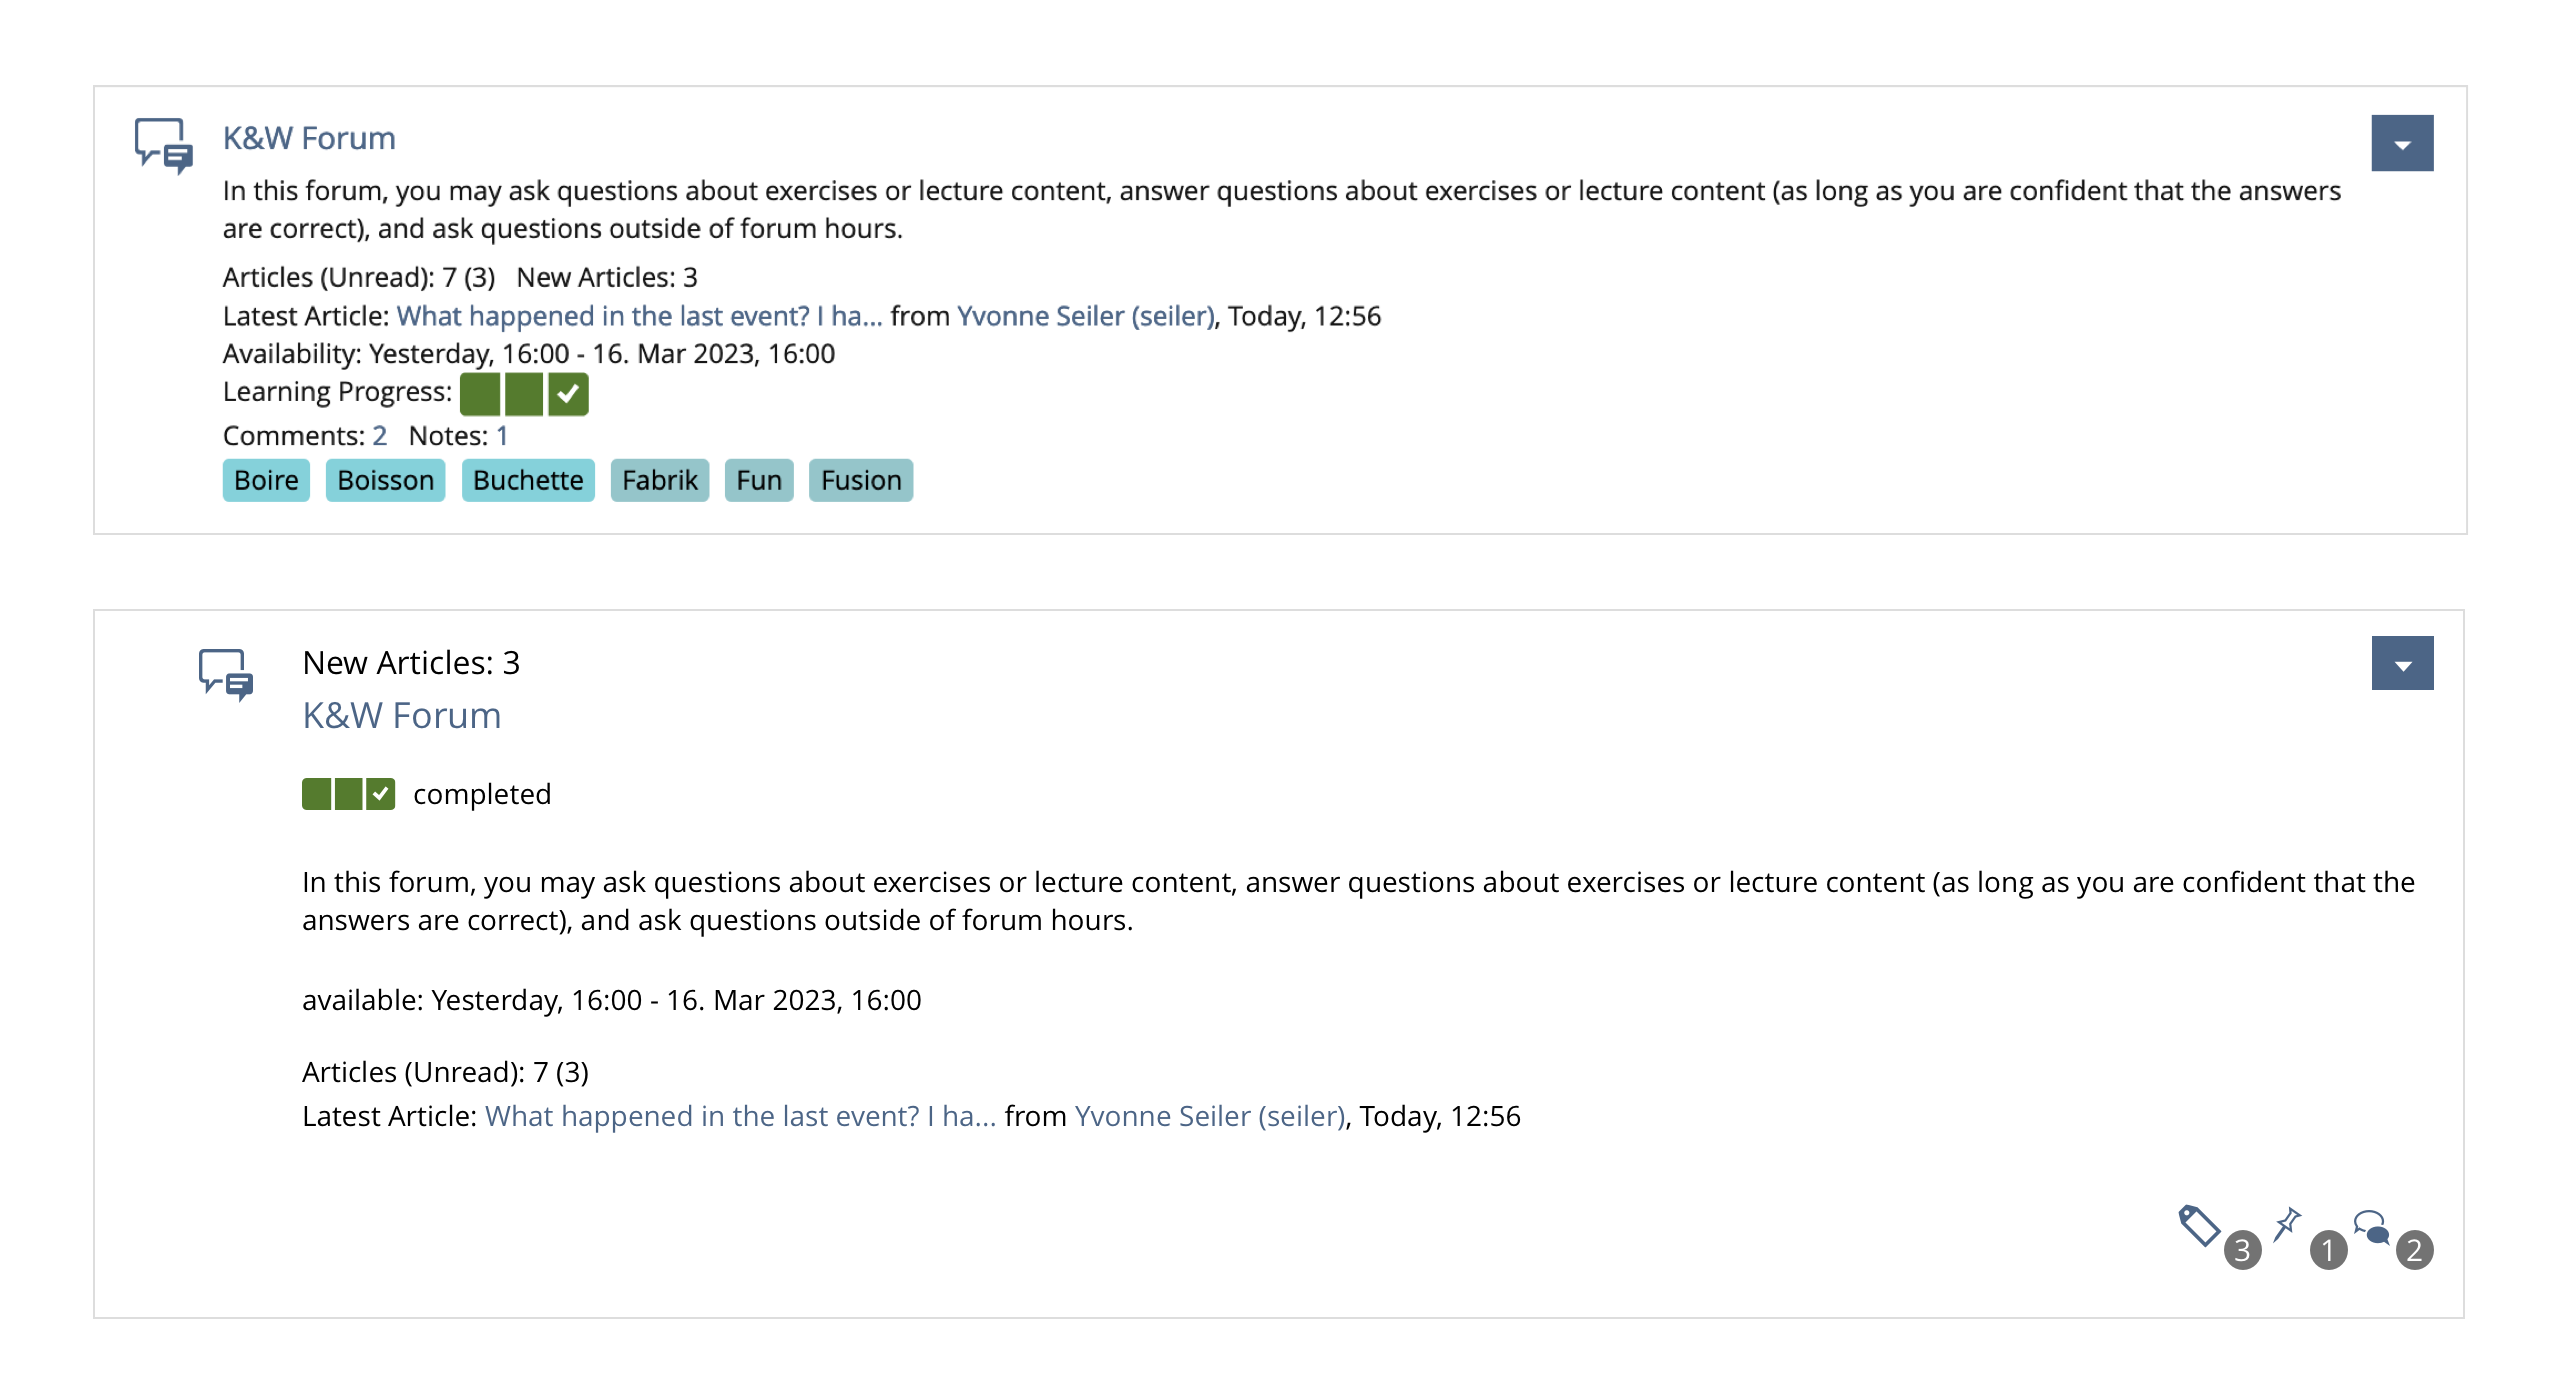 K&W Forum
In this forum, you may ask questions about exercises or lecture content, answer questions about exercises or lecture content (as long as you are confident that the answers
are correct), and ask questions outside of forum hours.
Articles (Unread): 7 (3) New Articles: 3
Latest Article: What happened in the last event? I ha... from Yvonne Seiler (seiler), Today, 12:56
Availability: Yesterday, 16:00 - 16. Mar 2023, 16:00
Learning Progress:
Comments: 2 Notes: 1
Boire Boisson Buchette Fabrik Fun Fusion
New Articles: 3
K&W Forum
completed
In this forum, you may ask questions about exercises or lecture content, answer questions about exercises or lecture content (as long as you are confident that the
answers are correct), and ask questions outside of forum hours.
available: Yesterday, 16:00 - 16. Mar 2023, 16:00
Articles (Unread): 7 (3)
Latest Article: What happened in the last event? I ha... from Yvonne Seiler (seiler), Today, 12:56
3 1 2